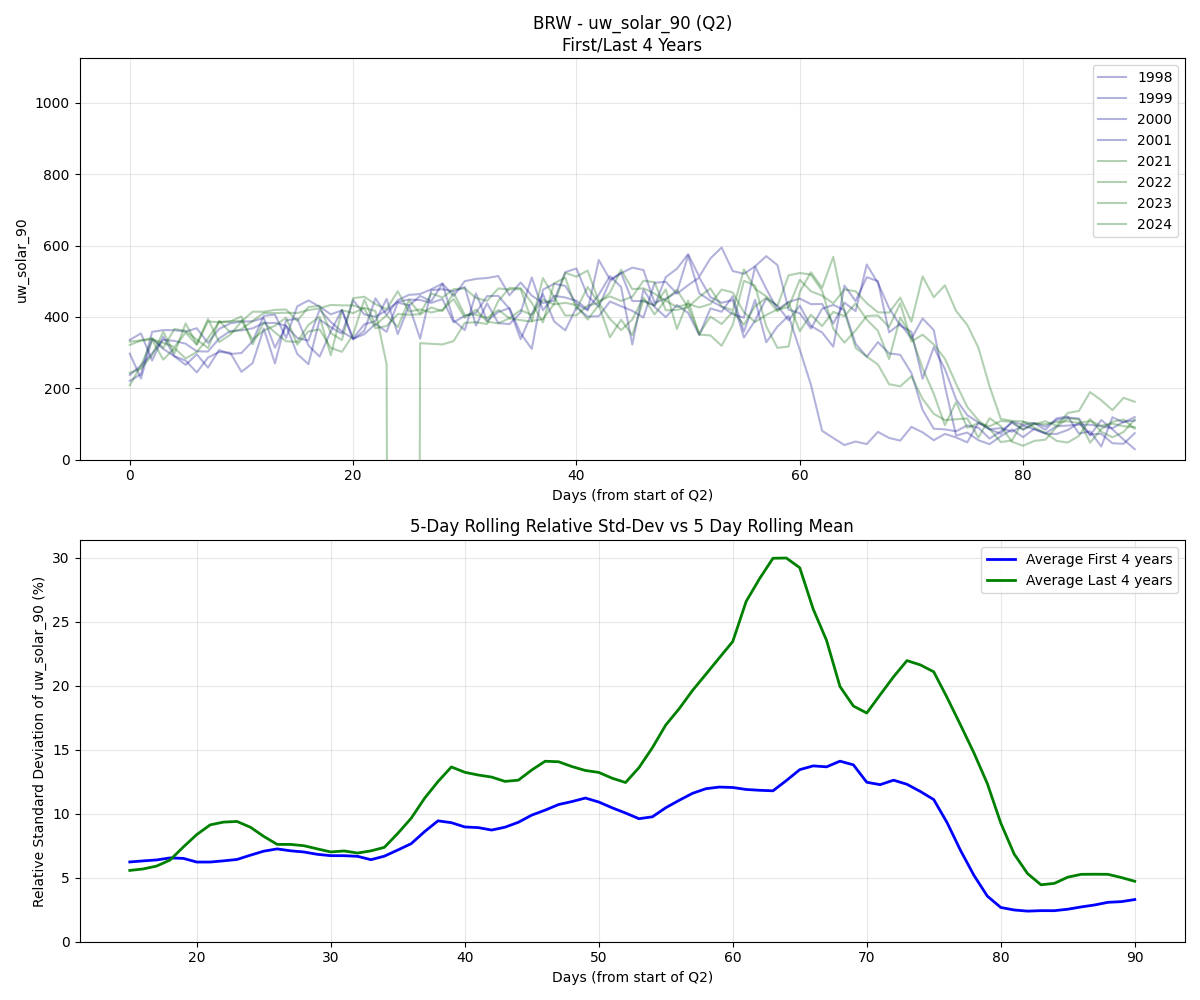 BRW - uw_solar_90 (Q2)
First/Last 4 Years
uw_solar_90
1000
800
600
400
200
0
1998
1999
2000
2001
2021
2022
2023
2024
0 20 40 60 80
Days (from start of Q2)
5-Day Rolling Relative Std-Dev vs 5 Day Rolling Mean
Relative Standard Deviation of uw_solar_90 (%)
30
25
20
15
10
5
0
Average First 4 years
Average Last 4 years
20 30 40 50 60 70 80 90
Days (from start of Q2)